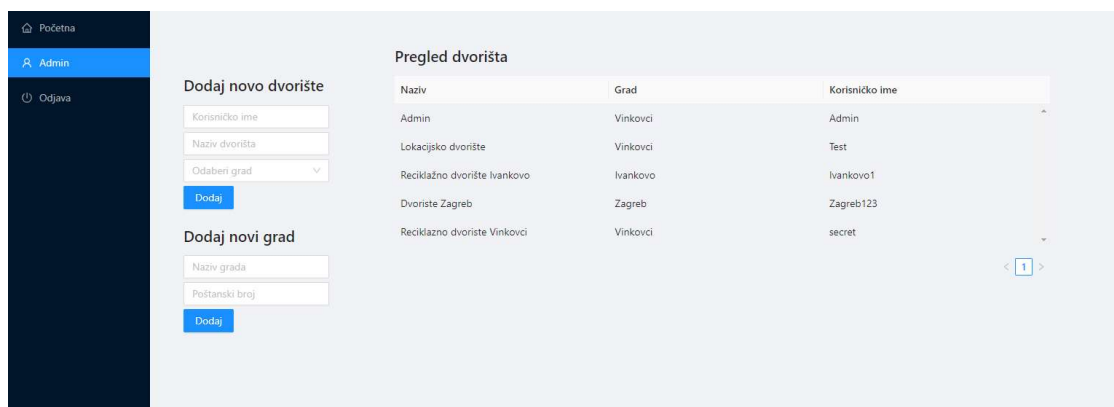 Početna
Admin
Odjava
Dodaj novo dvorište
Korisničko ime
Naziv dvorišta
Odaberi grad
Dodaj
Dodaj novi grad
Naziv grada
Poštanski broj
Dodaj
Pregled dvorišta
Naziv Grad Korisničko ime
Admin Vinkovci Admin
Lokacijsko dvorište Vinkovci Test
Reciklažno dvorište Ivankovo Ivankovo Ivankovo1
Dvoriste Zagreb Zagreb Zagreb123
Reciklazno dvoriste Vinkovci Vinkovci secret
< 1 >